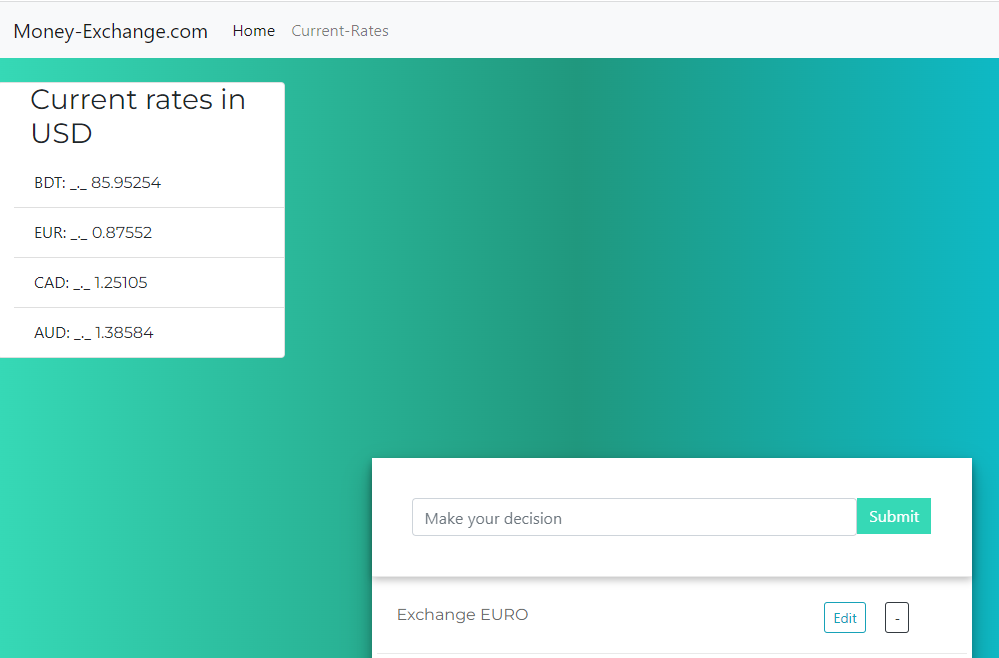 Money-Exchange.com Home Current-Rates
Current rates in
USD
BDT: _._ 85.95254
EUR: _._ 0.87552
CAD: _._ 1.25105
AUD: _._ 1.38584
Make your decision Submit
Exchange EURO Edit -